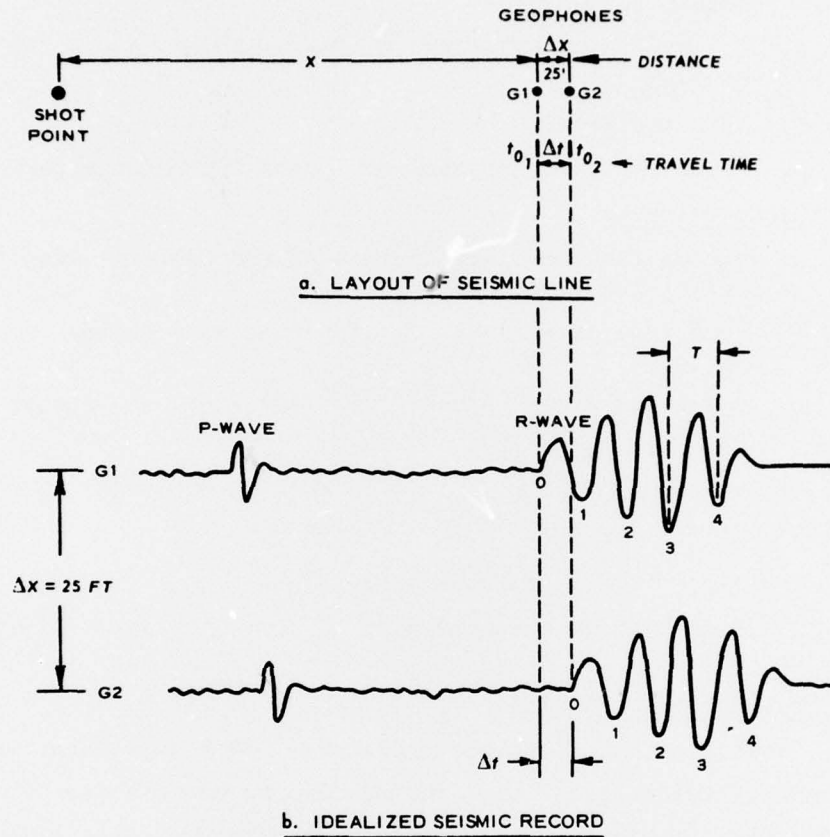 GEOPHONES
Δx
X
DISTANCE
25'
G1
G2
SHOT
POINT
t01
Δt
t02
TRAVEL TIME
a. LAYOUT OF SEISMIC LINE
T
P-WAVE
R-WAVE
G1
0
1
2
3
4
ΔX = 25 FT
G2
0
1
2
3
4
Δt
b. IDEALIZED SEISMIC RECORD